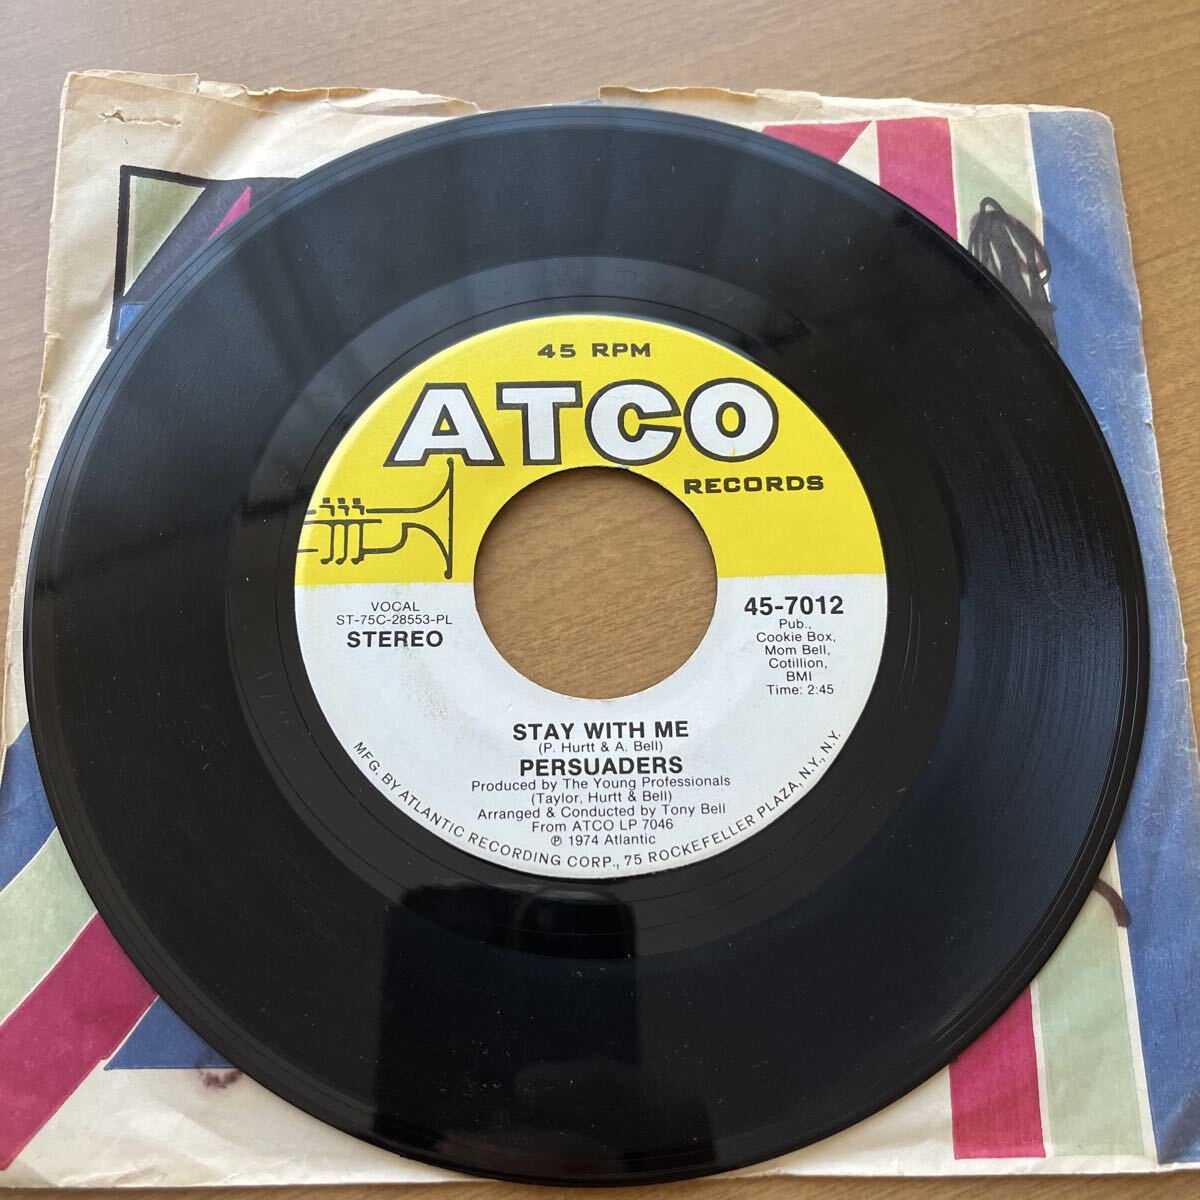 45 RPM
ATCO
RECORDS
VOCAL
ST-75C-28553-PL
STEREO
45-7012
Pub.,
Cookie Box,
Mom Bell,
Cotillion,
BMI
Time: 2:45
STAY WITH ME
(P. Hurtt & A. Bell)
PERSUADERS
Produced by The Young Professionals
(Taylor, Hurtt & Bell)
Arranged & Conducted by Tony Bell
From ATCO LP 7046
℗ 1974 Atlantic
MFG. BY ATLANTIC RECORDING CORP., 75 ROCKEFELLER PLAZA, N.Y., N.Y.